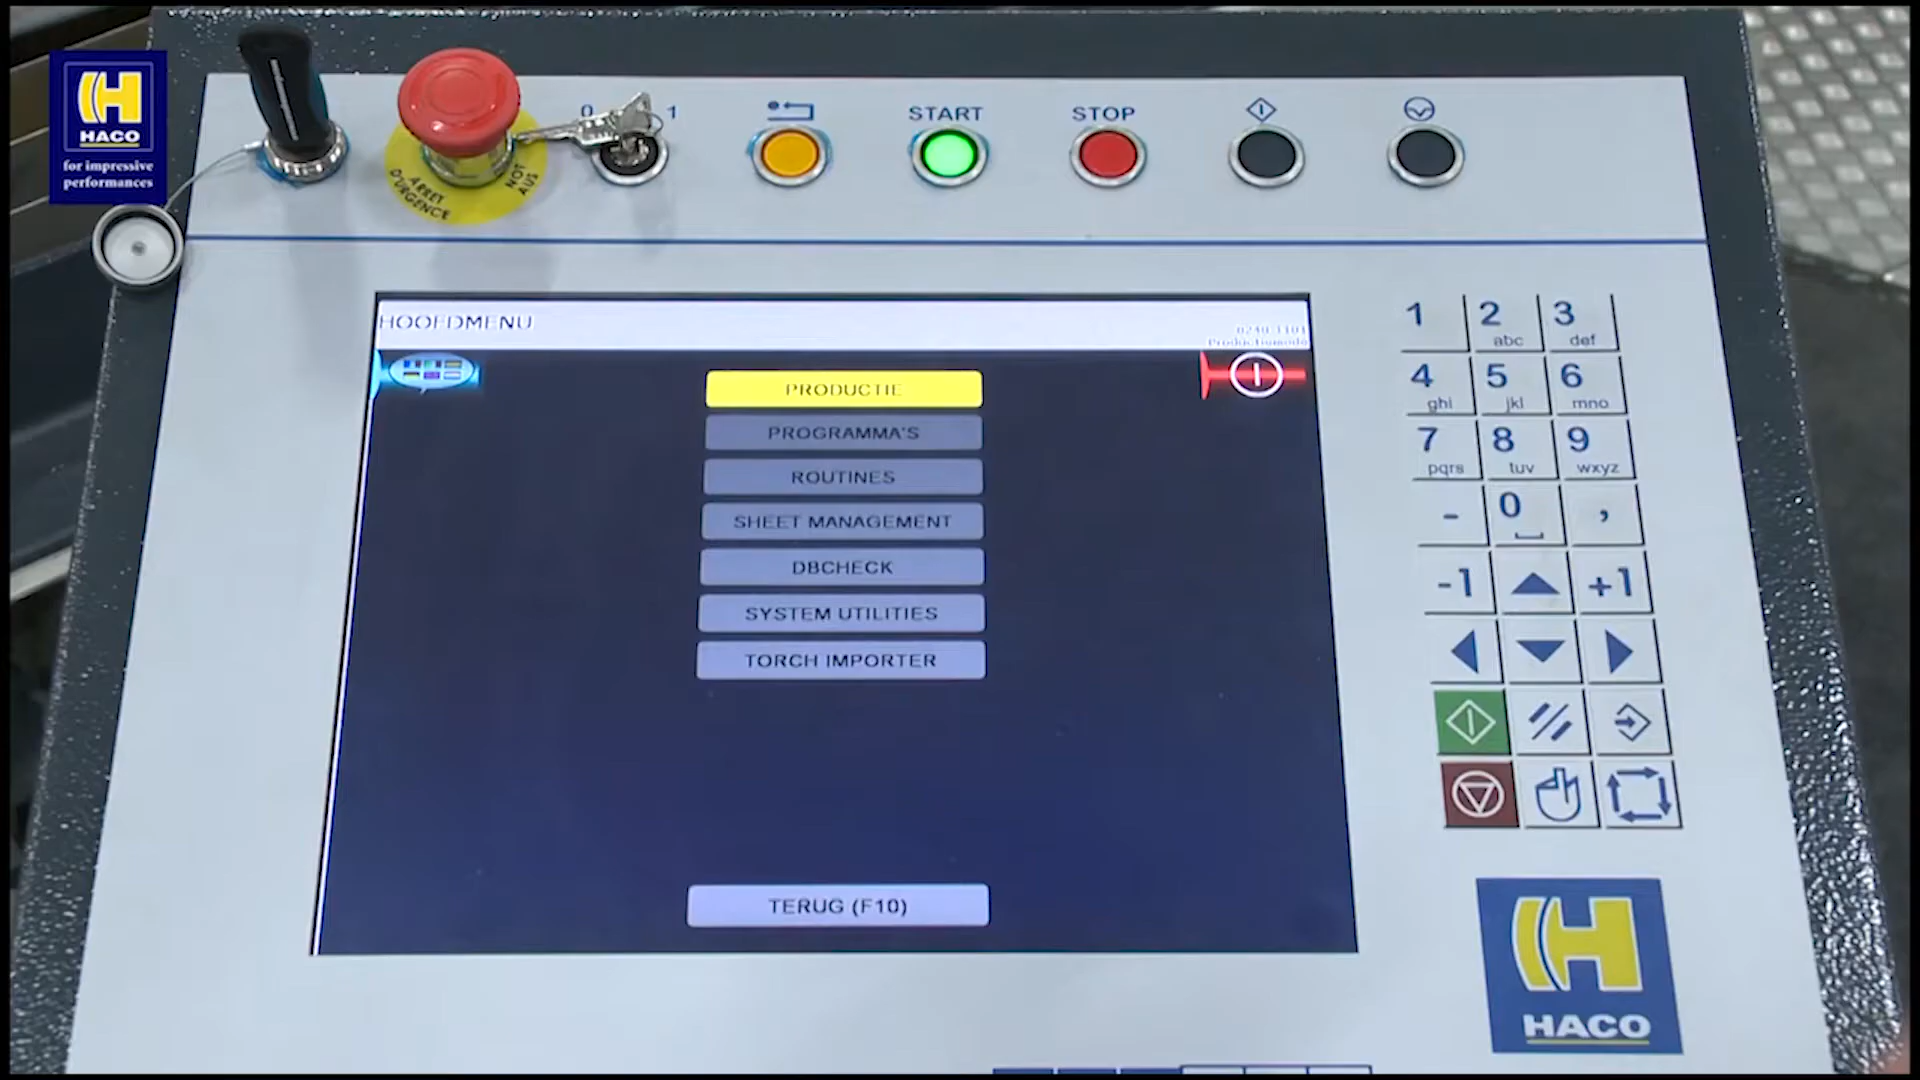 HACO
for impressive
performances
ARRET
D'URGENCE
NOT
AUS
0
1
START
STOP
HOOFDMENU
PRODUCTIE
PROGRAMMA'S
ROUTINES
SHEET MANAGEMENT
DBCHECK
SYSTEM UTILITIES
TORCH IMPORTER
TERUG (F10)
1
2 abc
3 def
4 ghi
5 jkl
6 mno
7 pqrs
8 tuv
9 wxyz
-
0
,
-1
+1
HACO